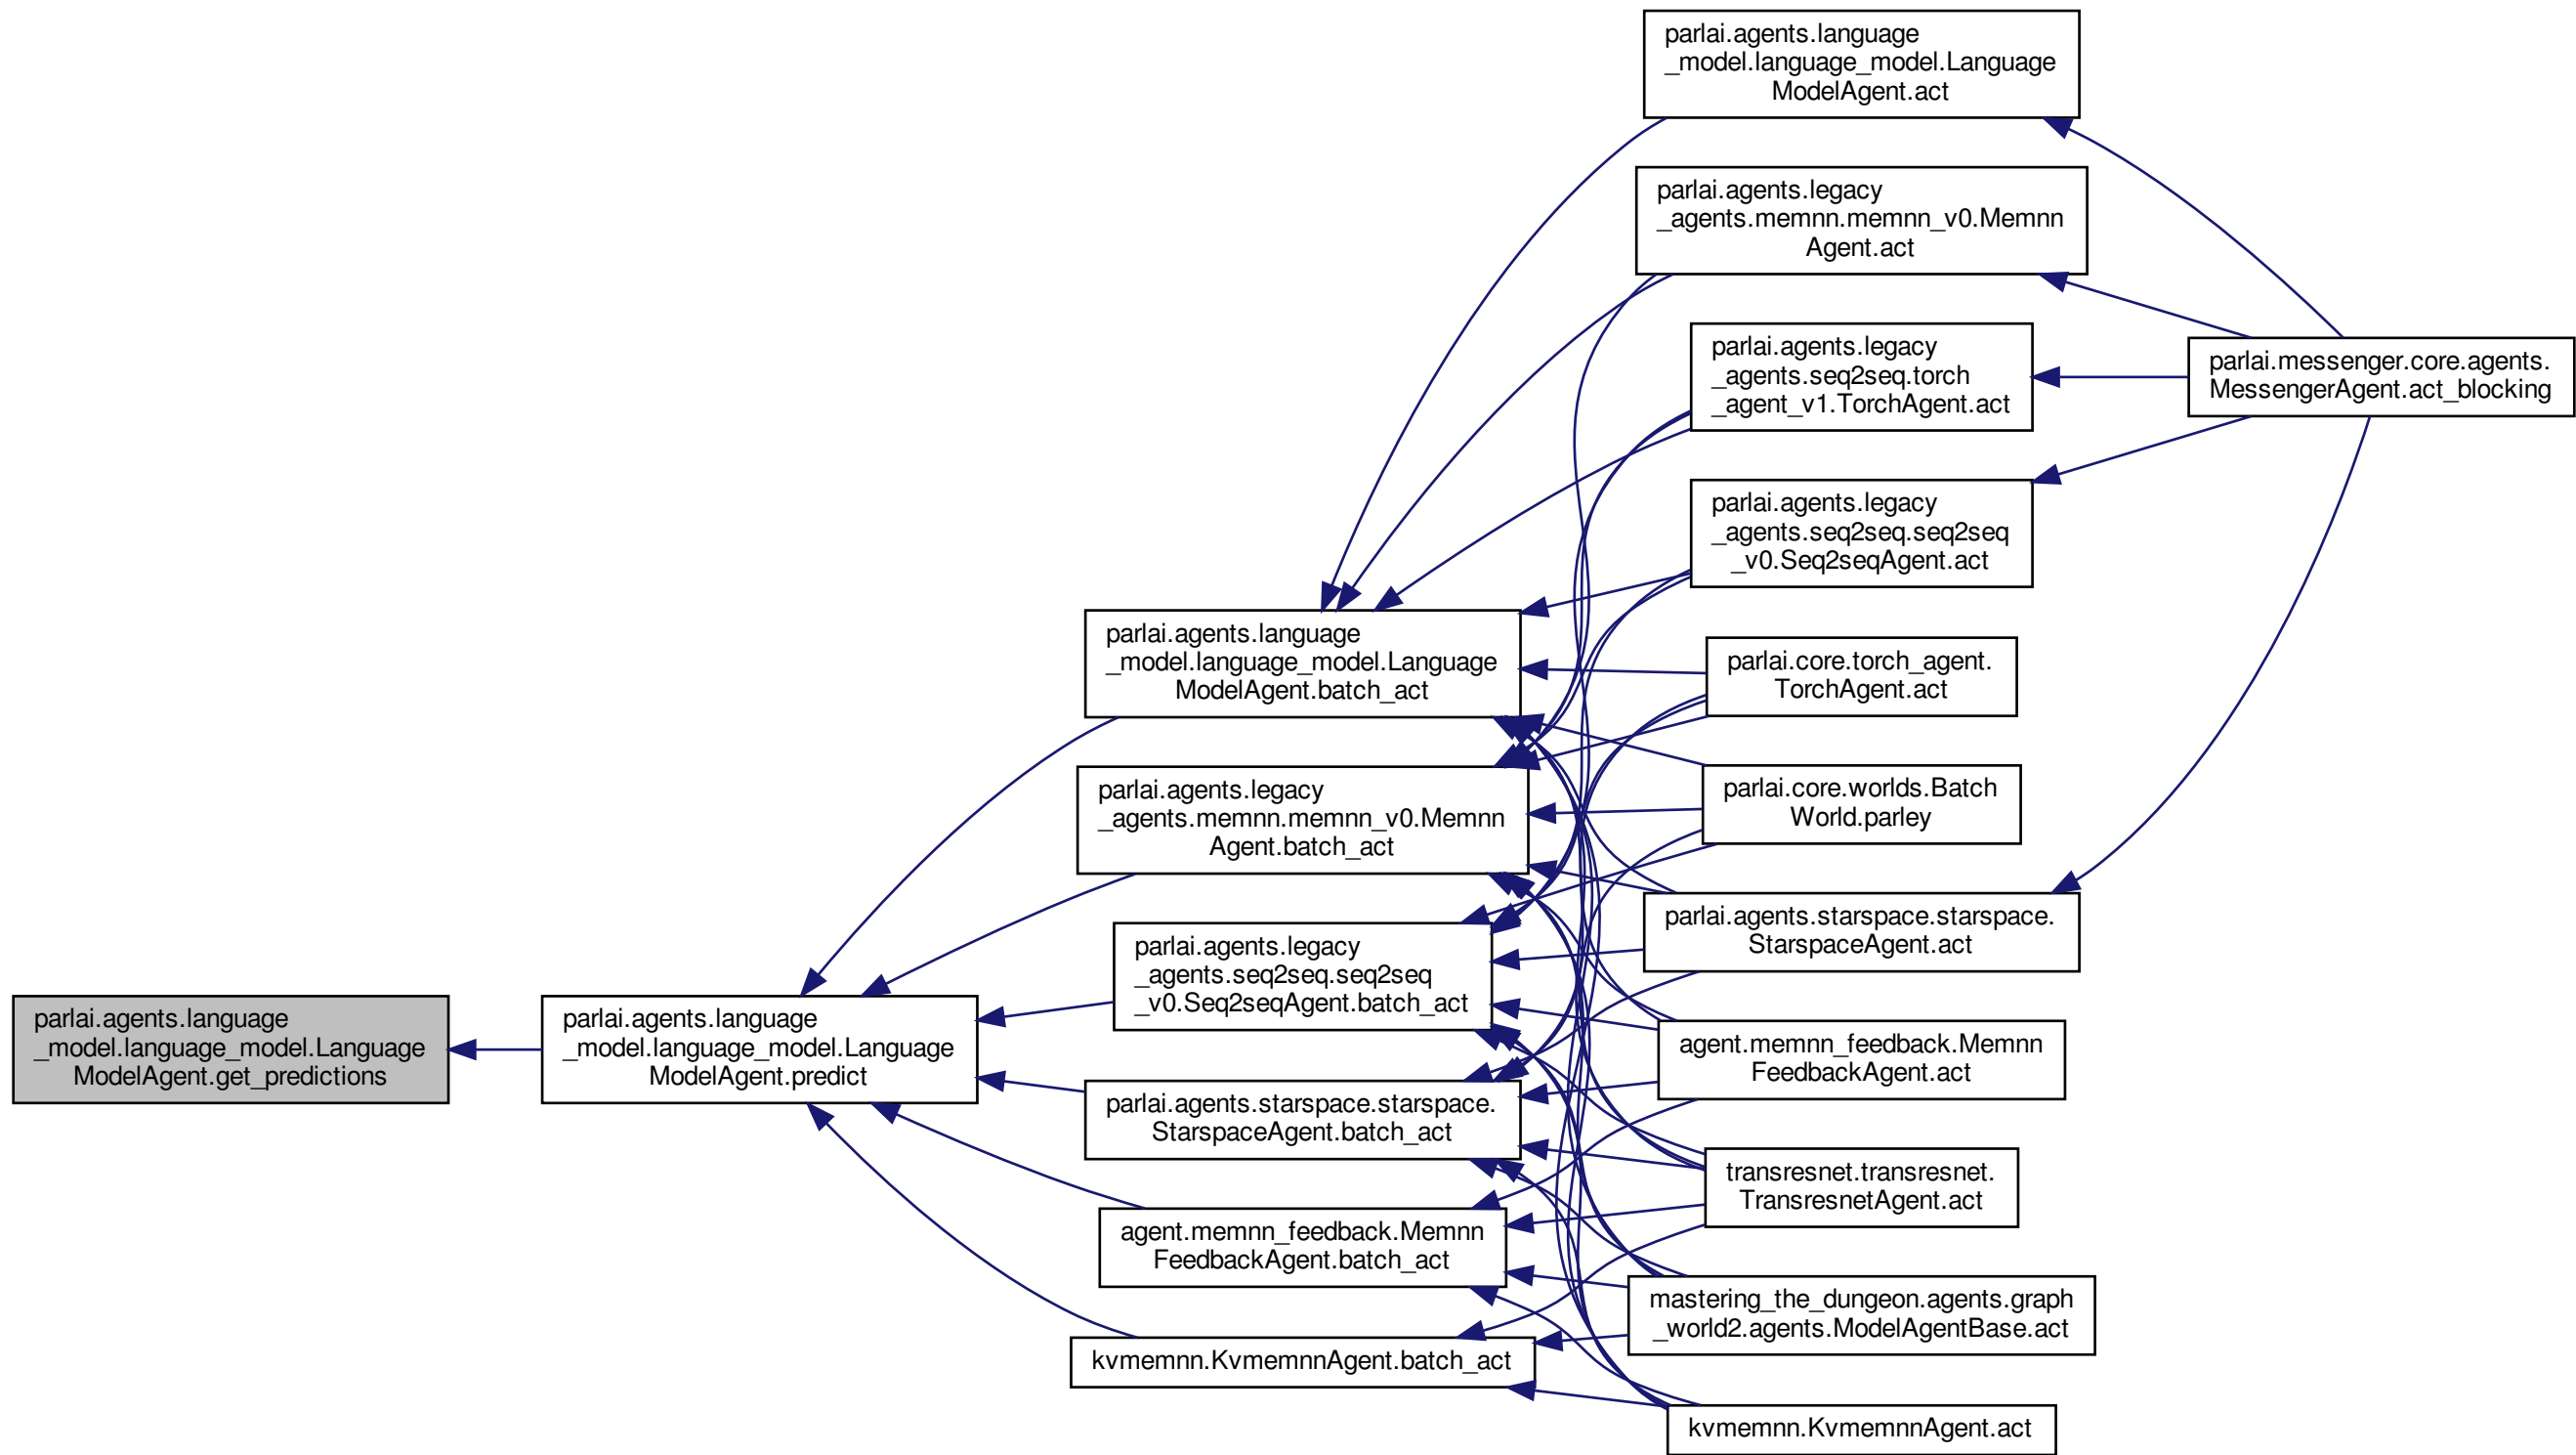 parlai.agents.language
_model.language_model.Language
ModelAgent.act
parlai.agents.legacy
_agents.memnn.memnn_v0.Memnn
Agent.act
parlai.agents.legacy
_agents.seq2seq.torch
_agent_v1.TorchAgent.act
parlai.messenger.core.agents.
MessengerAgent.act_blocking
parlai.agents.legacy
_agents.seq2seq.seq2seq
_v0.Seq2seqAgent.act
parlai.agents.language
_model.language_model.Language
ModelAgent.batch_act
parlai.core.torch_agent.
TorchAgent.act
parlai.agents.legacy
_agents.memnn.memnn_v0.Memnn
Agent.batch_act
parlai.core.worlds.Batch
World.parley
parlai.agents.legacy
_agents.seq2seq.seq2seq
_v0.Seq2seqAgent.batch_act
parlai.agents.starspace.starspace.
StarspaceAgent.act
parlai.agents.language
_model.language_model.Language
ModelAgent.get_predictions
parlai.agents.language
_model.language_model.Language
ModelAgent.predict
agent.memnn_feedback.Memnn
FeedbackAgent.act
parlai.agents.starspace.starspace.
StarspaceAgent.batch_act
transresnet.transresnet.
TransresnetAgent.act
agent.memnn_feedback.Memnn
FeedbackAgent.batch_act
mastering_the_dungeon.agents.graph
_world2.agents.ModelAgentBase.act
kvmemnn.KvmemnnAgent.batch_act
kvmemnn.KvmemnnAgent.act